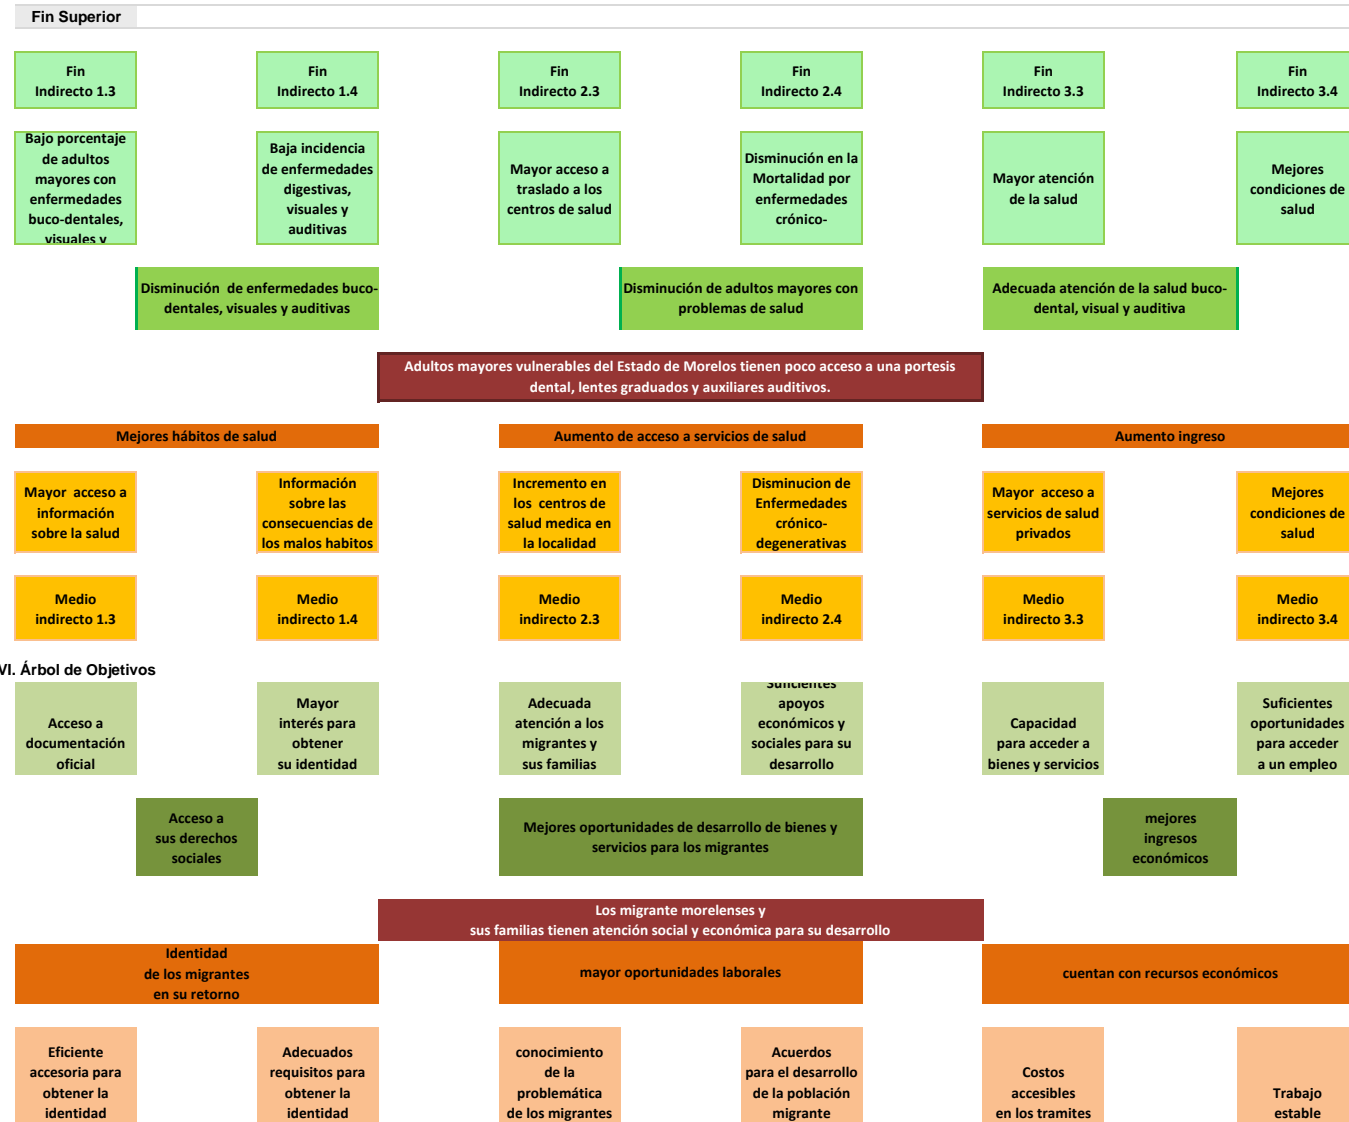 Fin Superior
Fin
Indirecto 1.3
Fin
Indirecto 1.4
Fin
Indirecto 2.3
Fin
Indirecto 2.4
Fin
Indirecto 3.3
Fin
Indirecto 3.4
Bajo porcentaje
de adultos
mayores con
enfermedades
buco-dentales,
visuales y
Baja incidencia
de enfermedades
digestivas,
visuales y
auditivas
Mayor acceso a
traslado a los
centros de salud
Disminución en la
Mortalidad por
enfermedades
crónico-
Mayor atención
de la salud
Mejores
condiciones de
salud
Disminución de enfermedades buco-
dentales, visuales y auditivas
Disminución de adultos mayores con
problemas de salud
Adecuada atención de la salud buco-
dental, visual y auditiva
Adultos mayores vulnerables del Estado de Morelos tienen poco acceso a una portesis
dental, lentes graduados y auxiliares auditivos.
Mejores hábitos de salud
Aumento de acceso a servicios de salud
Aumento ingreso
Mayor acceso a
información
sobre la salud
Información
sobre las
consecuencias de
los malos habitos
Incremento en
los centros de
salud medica en
la localidad
Disminucion de
Enfermedades
crónico-
degenerativas
Mayor acceso a
servicios de salud
privados
Mejores
condiciones de
salud
Medio
indirecto 1.3
Medio
indirecto 1.4
Medio
indirecto 2.3
Medio
indirecto 2.4
Medio
indirecto 3.3
Medio
indirecto 3.4
VI. Árbol de Objetivos
Acceso a
documentación
oficial
Mayor
interés para
obtener
su identidad
Adecuada
atención a los
migrantes y
sus familias
Suficientes
apoyos
económicos y
sociales para su
desarrollo
Capacidad
para acceder a
bienes y servicios
Suficientes
oportunidades
para acceder
a un empleo
Acceso a
sus derechos
sociales
Mejores oportunidades de desarrollo de bienes y
servicios para los migrantes
mejores
ingresos
económicos
Los migrante morelenses y
sus familias tienen atención social y económica para su desarrollo
Identidad
de los migrantes
en su retorno
mayor oportunidades laborales
cuentan con recursos económicos
Eficiente
accesoria para
obtener la
identidad
Adecuados
requisitos para
obtener la
identidad
conocimiento
de la
problemática
de los migrantes
Acuerdos
para el desarrollo
de la población
migrante
Costos
accesibles
en los tramites
Trabajo
estable